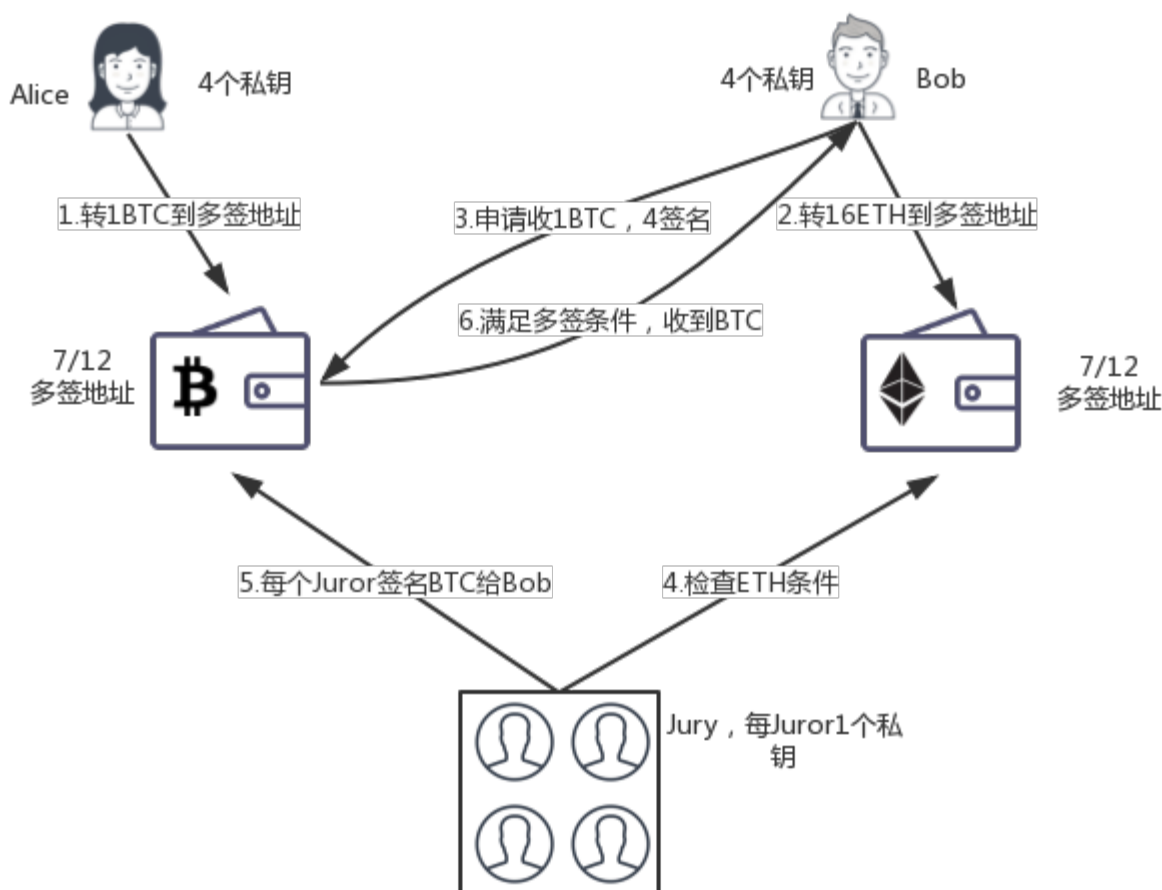 Alice
4个私钥
4个私钥
Bob
1.转1BTC到多签地址
3.申请收1BTC，4签名
2.转16ETH到多签地址
6.满足多签条件，收到BTC
7/12
多签地址
7/12
多签地址
5.每个Juror签名BTC给Bob
4.检查ETH条件
Jury，每Juror1个私
钥